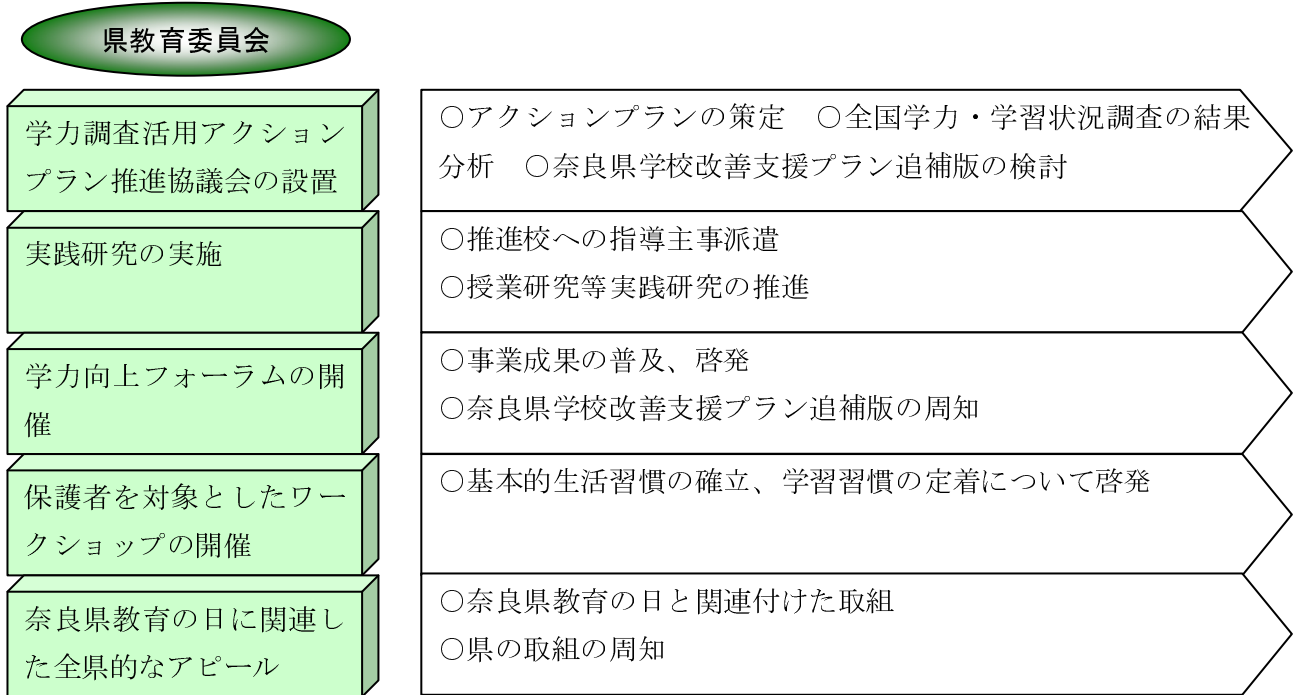 県教育委員会
学力調査活用アクション
プラン推進協議会の設置
○アクションプランの策定　○全国学力・学習状況調査の結果
分析　○奈良県学校改善支援プラン追補版の検討
実践研究の実施
○推進校への指導主事派遣
○授業研究等実践研究の推進
学力向上フォーラムの開
催
○事業成果の普及、啓発
○奈良県学校改善支援プラン追補版の周知
保護者を対象としたワー
クショップの開催
○基本的生活習慣の確立、学習習慣の定着について啓発
奈良県教育の日に関連し
た全県的なアピール
○奈良県教育の日と関連付けた取組
○県の取組の周知